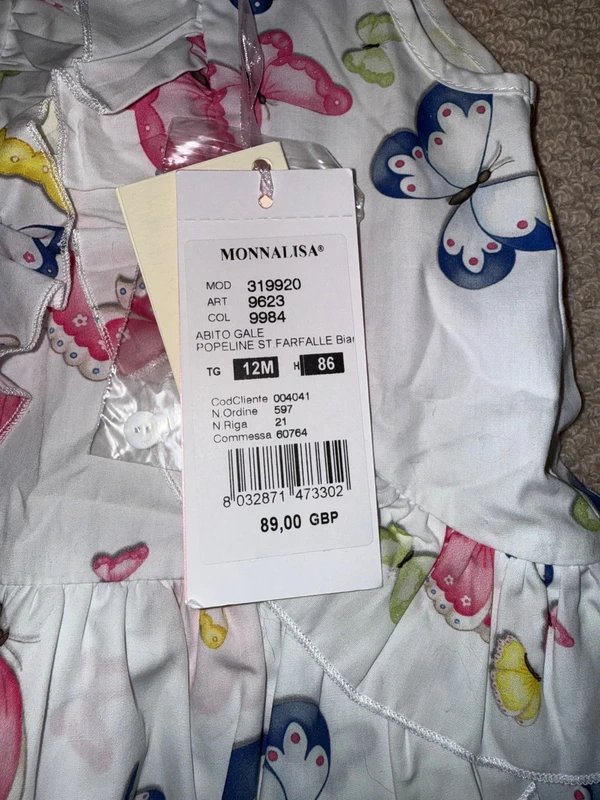 MONNALISA®
MOD 319920
ART 9623
COL 9984
ABITO GALE
POPELINE ST FARFALLE
TG 12M H 86
CodCliente 004041
N.Ordine 597
N.Riga 21
Commessa 60764
8 032871 473302
89,00 GBP